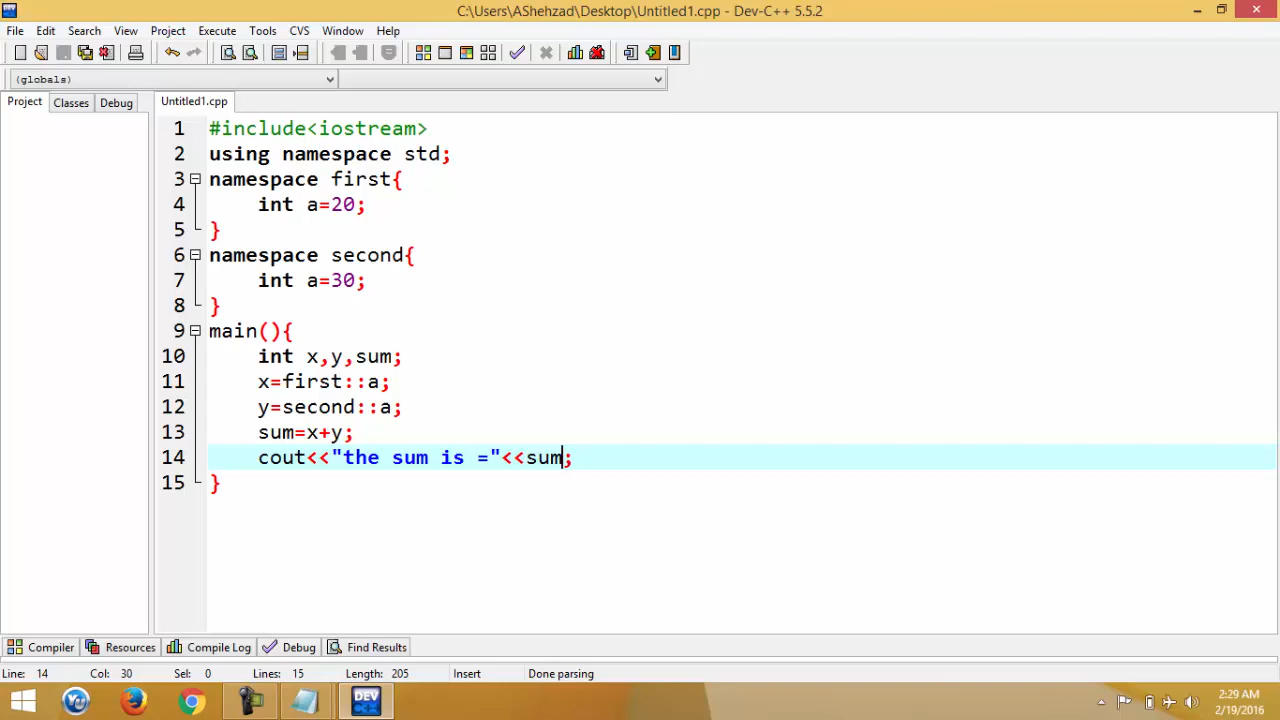 C:\Users\AShehzad\Desktop\Untitled1.cpp - Dev-C++ 5.5.2
File Edit Search View Project Execute Tools CVS Window Help
(globals)
Project Classes Debug Untitled1.cpp
1 #include<iostream>
2 using namespace std;
3 namespace first{
4 int a=20;
5 }
6 namespace second{
7 int a=30;
8 }
9 main(){
10 int x,y,sum;
11 x=first::a;
12 y=second::a;
13 sum=x+y;
14 cout<<"the sum is ="<<sum;
15 }
Compiler Resources Compile Log Debug Find Results
Line: 14 Col: 30 Sel: 0 Lines: 15 Length: 205 Insert Done parsing
DEV
2:29 AM
2/19/2016